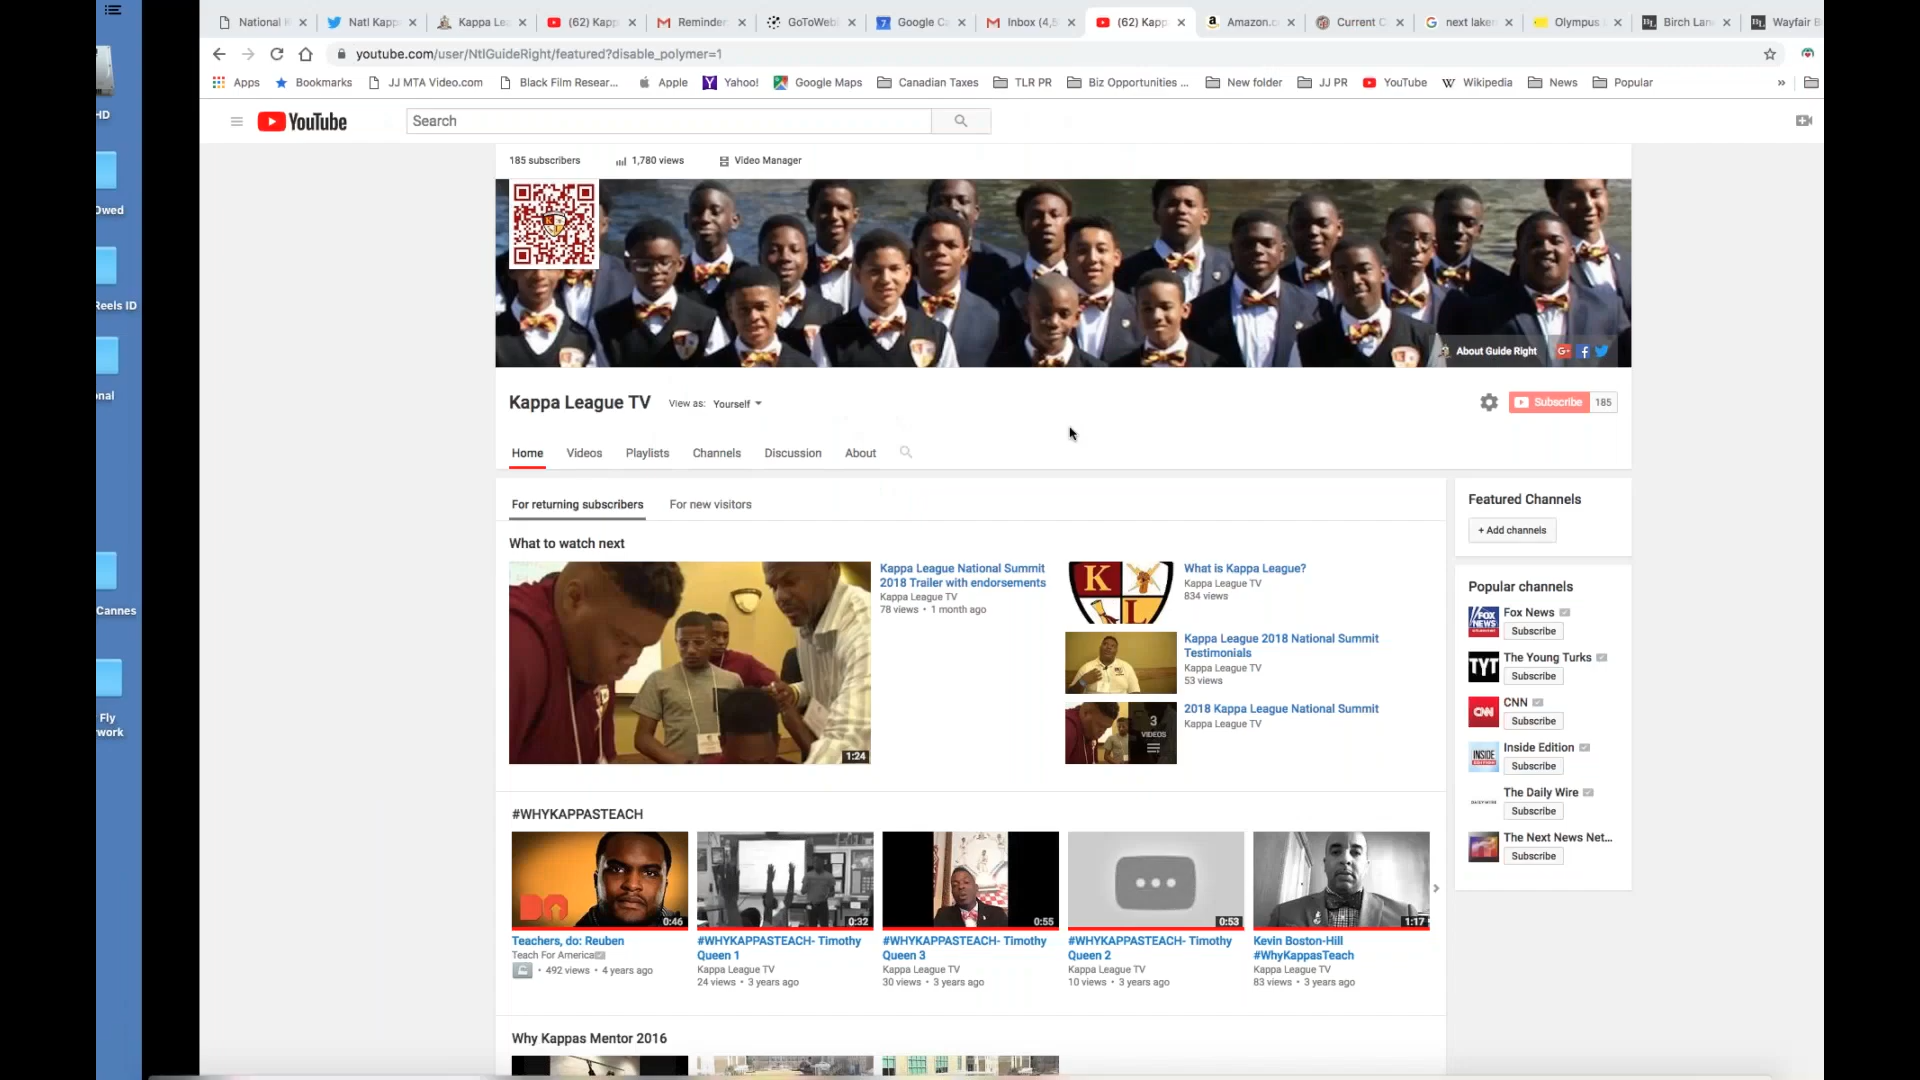 National
Natl Kapp
Kappa Le
(62) Kapp
Reminder
GoToWeb
Google C
Inbox (4,5
(62) Kapp
Amazon.c
Current C
next lake
Olympus
Birch Lan
Wayfair B
youtube.com/user/NtlGuideRight/featured?disable_polymer=1
Apps
Bookmarks
JJ MTA Video.com
Black Film Resear...
Apple
Yahoo!
Google Maps
Canadian Taxes
TLR PR
Biz Opportunities ...
New folder
JJ PR
YouTube
Wikipedia
News
Popular
»
HD
Owed
Reels ID
onal
Cannes
Fly
work
YouTube
Search
185 subscribers
1,780 views
Video Manager
About Guide Right
Kappa League TV
View as: Yourself
Subscribe 185
Home
Videos
Playlists
Channels
Discussion
About
For returning subscribers
For new visitors
What to watch next
1:24
Kappa League National Summit
2018 Trailer with endorsements
Kappa League TV
78 views • 1 month ago
K
L
What is Kappa League?
Kappa League TV
834 views
Kappa League 2018 National Summit
Testimonials
Kappa League TV
53 views
3
VIDEOS
2018 Kappa League National Summit
Kappa League TV
#WHYKAPPASTEACH
0:46
Teachers, do: Reuben
Teach For America
492 views • 4 years ago
0:32
#WHYKAPPASTEACH- Timothy
Queen 1
Kappa League TV
24 views • 3 years ago
0:55
#WHYKAPPASTEACH- Timothy
Queen 3
Kappa League TV
30 views • 3 years ago
0:53
#WHYKAPPASTEACH- Timothy
Queen 2
Kappa League TV
10 views • 3 years ago
1:17
Kevin Boston-Hill
#WhyKappasTeach
Kappa League TV
83 views • 3 years ago
Why Kappas Mentor 2016
Featured Channels
+ Add channels
Popular channels
FOX
NEWS
Fox News
Subscribe
TYT
The Young Turks
Subscribe
CNN
CNN
Subscribe
INSIDE
Inside Edition
Subscribe
DAILY WIRE
The Daily Wire
Subscribe
The Next News Net...
Subscribe